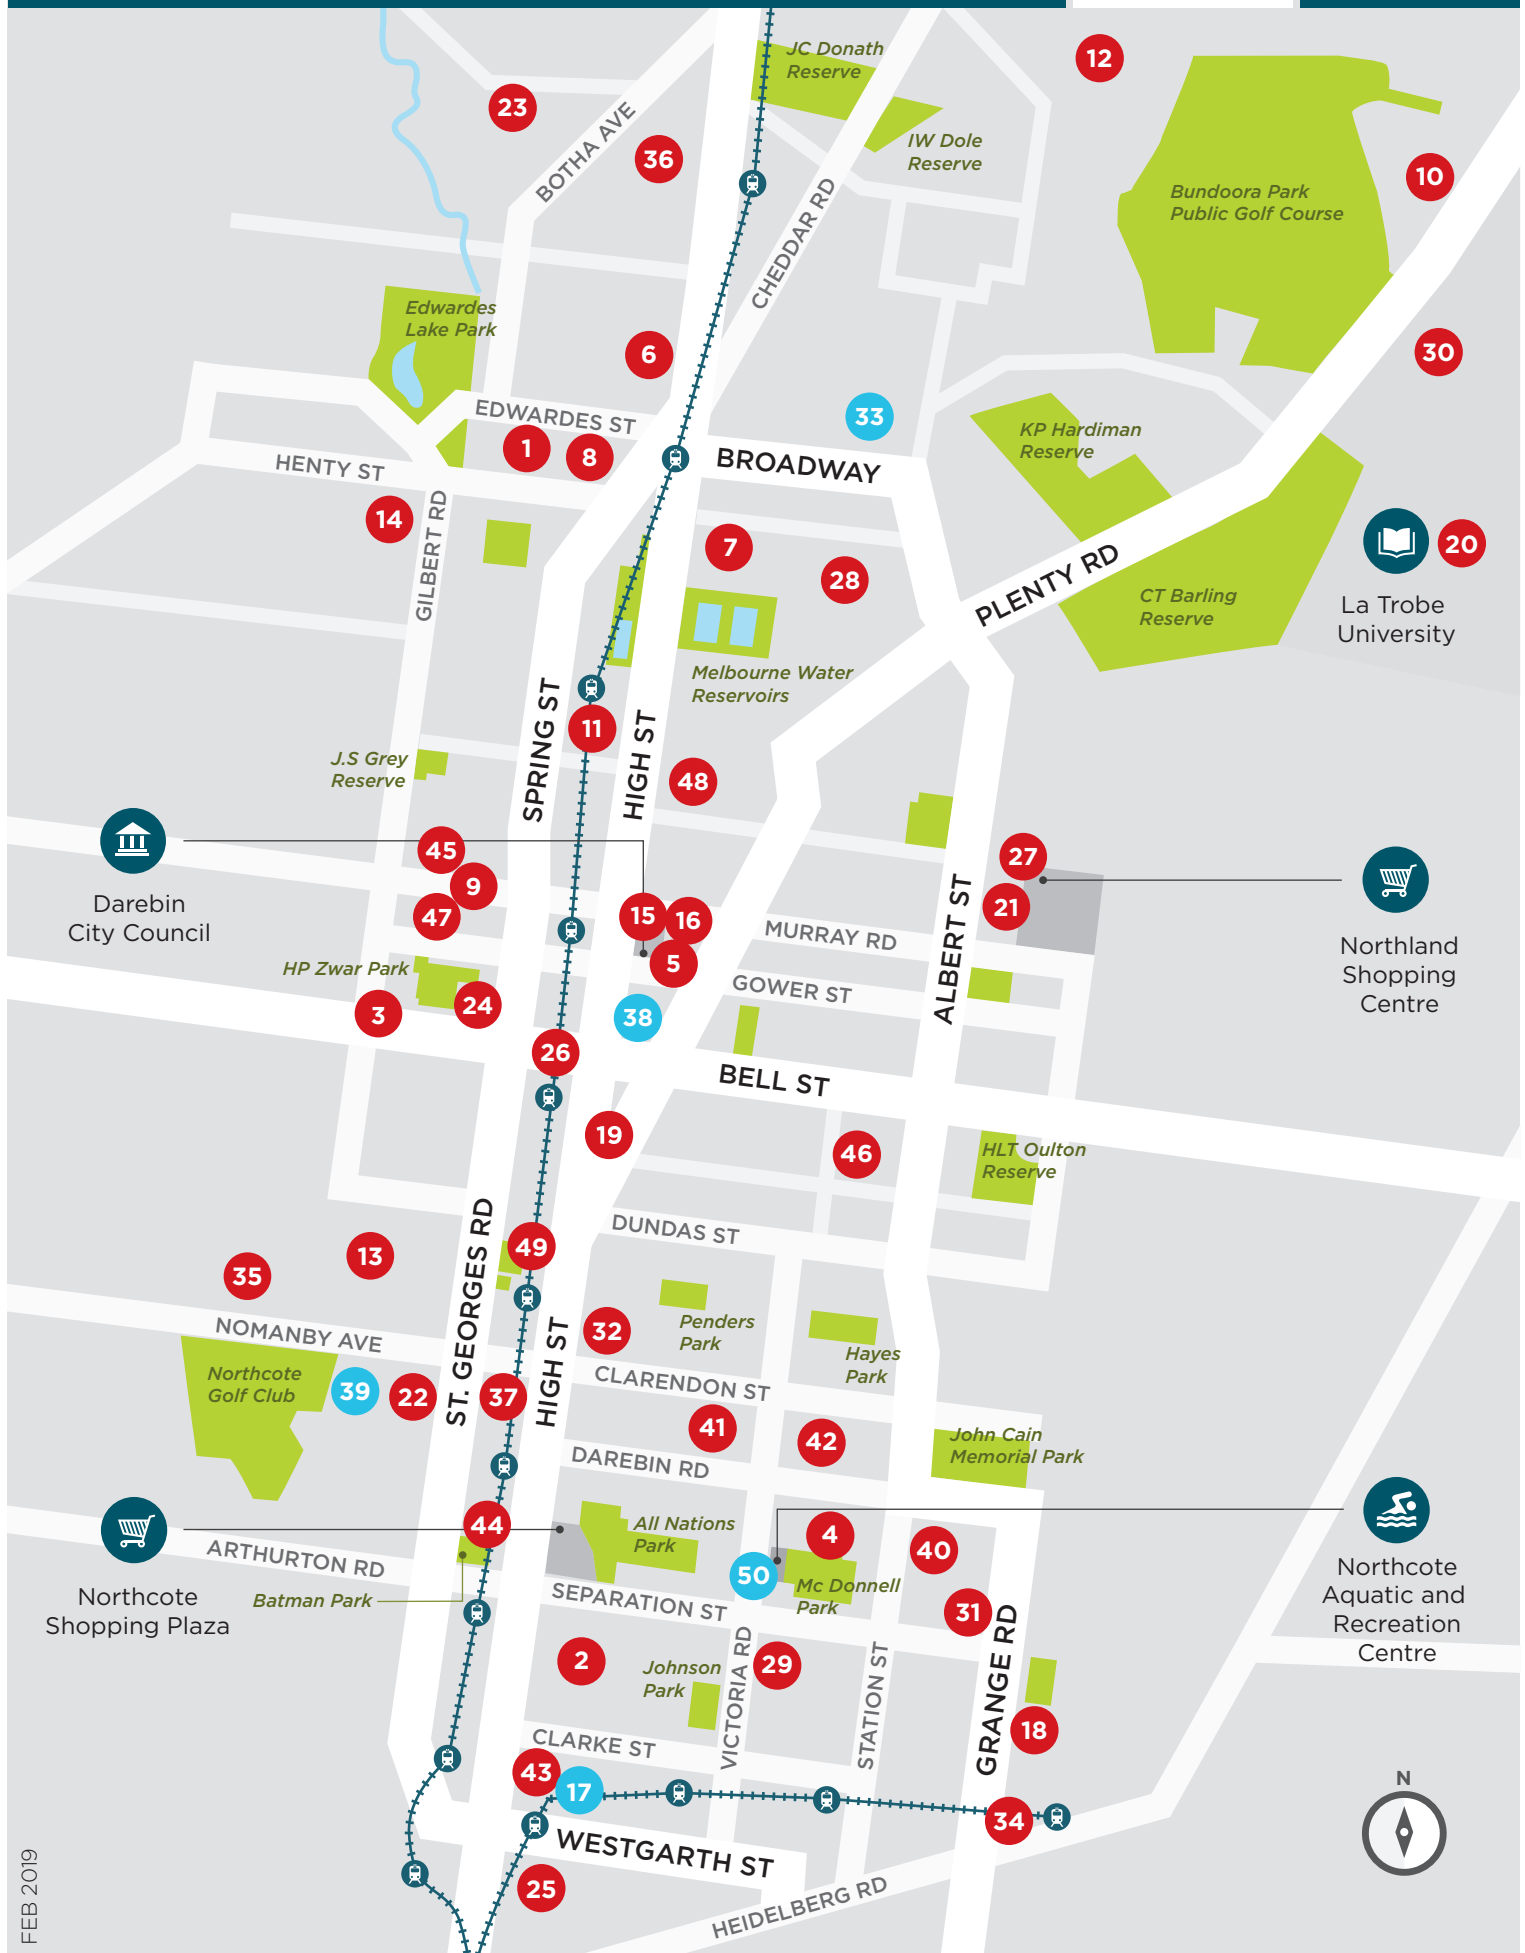 JC Donath
Reserve
12
23
BOTHA AVE
36
IW Dole
Reserve
10
Bundoora Park
Public Golf Course
CHEDDAR RD
Edwardes
Lake Park
6
30
EDWARDES ST
33
KP Hardiman
Reserve
1
8
BROADWAY
HENTY ST
14
GILBERT RD
7
28
20
PLENTY RD
CT Barling
Reserve
La Trobe
University
Melbourne Water
Reservoirs
SPRING ST
11
HIGH ST
J.S Grey
Reserve
48
45
27
9
Darebin
City Council
47
15
16
21
ALBERT ST
MURRAY RD
Northland
Shopping
Centre
HP Zwar Park
5
GOWER ST
3
24
38
26
BELL ST
19
46
HLT Oulton
Reserve
DUNDAS ST
ST. GEORGES RD
49
13
35
NOMANBY AVE
32
Penders
Park
Hayes
Park
HIGH ST
Northcote
Golf Club
39
22
37
CLARENDON ST
41
42
John Cain
Memorial Park
DAREBIN RD
44
All Nations
Park
4
40
ARTHURTON RD
50
Mc Donnell
Park
Northcote
Shopping Plaza
Batman Park
SEPARATION ST
31
Northcote
Aquatic and
Recreation
Centre
2
Johnson
Park
VICTORIA RD
29
STATION ST
GRANGE RD
18
CLARKE ST
43
17
34
N
WESTGARTH ST
25
HEIDELBERG RD
FEB 2019